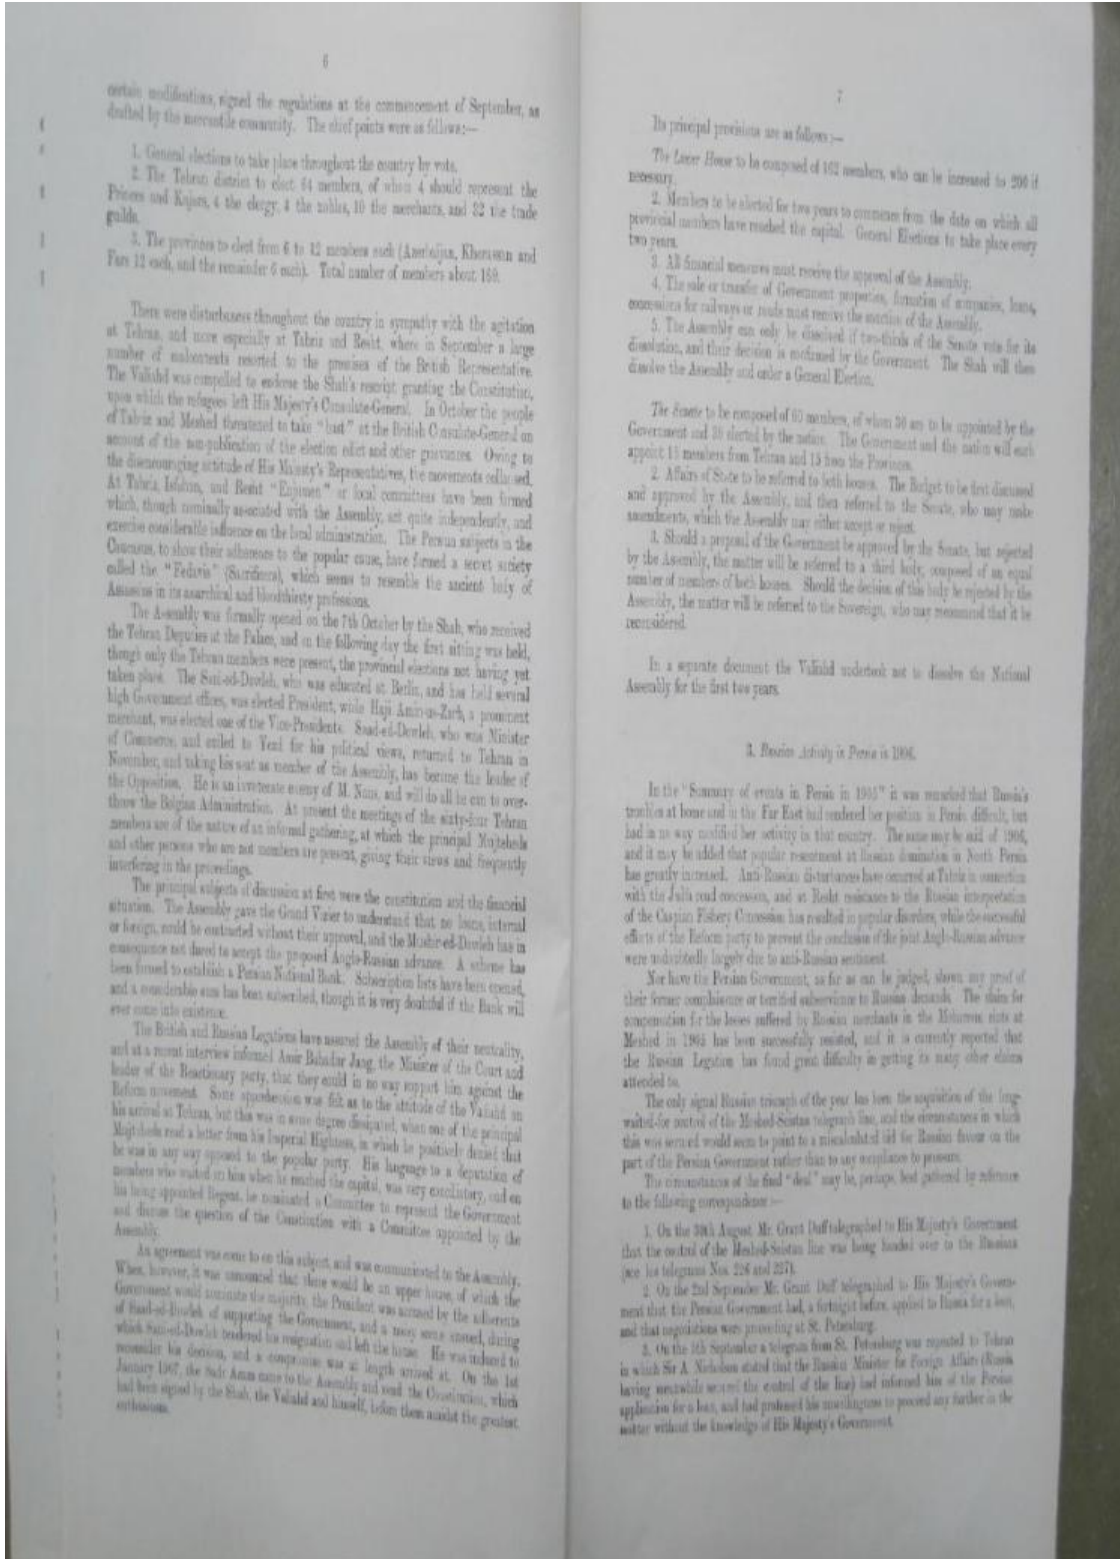 6
certain modifications, signed the regulations at the commencement of September, as
drafted by the mercantile community. The chief points were as follows:—
1. General elections to take place throughout the country by vote.
2. The Tehran district to elect 64 members, of whom 4 should represent the
Princes and Kajars, 4 the clergy, 4 the nobles, 10 the merchants, and 32 the trade
guilds.
3. The provinces to elect from 6 to 12 members each (Azerbaijan, Khorassan and
Fars 12 each, and the remainder 6 each). Total number of members about 160.
There were disturbances throughout the country in sympathy with the agitation
at Tehran, and more especially at Tabriz and Resht, where in September a large
number of malcontents resorted to the premises of the British Representative.
The Valiahd was compelled to endorse the Shah's rescript granting the Constitution,
upon which the refugees left His Majesty's Consulate-General. In October the people
of Tabriz and Meshed threatened to take "bast" at the British Consulate-General on
account of the non-publication of the election edict and other grievances. Owing to
the discouraging attitude of His Majesty's Representatives, the movements collapsed.
At Tabriz, Isfahan, and Resht "Enjumen" or local committees have been formed
which, though nominally associated with the Assembly, act quite independently, and
exercise considerable influence on the local administration. The Persian subjects in the
Caucasus, to show their adherence to the popular cause, have formed a secret society
called the "Fedavis" which seems to resemble the ancient body of
Assassins in its anarchical and bloodthirsty professions.
The Assembly was formally opened on the 7th October by the Shah, who received
the Tehran Deputies at the Palace, and on the following day the first sitting was held,
though only the Tehran members were present, the provincial elections not having yet
taken place. The Sani-ed-Dowleh, who was educated at Berlin, and has held several
high Government offices, was elected President, while Haji Amin-us-Zarb, a prominent
merchant, was elected one of the Vice-Presidents. Saad-ed-Dowleh, who was Minister
of Commerce, and exiled to Yezd for his political views, returned to Tehran in
November, and taking his seat as member of the Assembly, has become the leader of
the Opposition. He is an inveterate enemy of M. Naus, and will do all he can to over-
throw the Belgian Administration. At present the meetings of the sixty-four Tehran
members are of the nature of an informal gathering, at which the principal Mujteheds
and other persons who are not members are present, giving their views and frequently
interfering in the proceedings.
The principal subjects of discussion at first were the constitution and the financial
situation. The Assembly gave the Grand Vizier to understand that no loans, internal
or foreign, could be contracted without their approval, and the Mushir-ed-Dowleh has in
consequence not dared to accept the proposed Anglo-Russian advance. A scheme has
been formed to establish a Persian National Bank. Subscription lists have been opened,
and a considerable sum has been subscribed, though it is very doubtful if the Bank will
ever come into existence.
The British and Russian Legations have assured the Assembly of their neutrality,
and at a recent interview informed Amir Bahadur Jang, the Minister of the Court and
leader of the Reactionary party, that they could in no way support him against the
Reform movement. Some apprehension was felt as to the attitude of the Valiahd on
his arrival at Tehran, but this was in some degree dissipated, when one of the principal
Mujteheds read a letter from his Imperial Highness, in which he positively denied that
he was in any way opposed to the popular party. His language to a deputation of
members who waited on him when he reached the capital, was very conciliatory, and on
his being appointed Regent, he nominated a Committee to represent the Government
and discuss the question of the Constitution with a Committee appointed by the
Assembly.
An agreement was come to on this subject, and was communicated to the Assembly.
When, however, it was announced that there would be an upper house, of which the
Government would nominate the majority, the President was accused by the adherents
of Saad-ed-Dowleh of supporting the Government, and a noisy scene ensued, during
which Sani-ed-Dowleh tendered his resignation and left the house. He was induced to
reconsider his decision, and a compromise was at length arrived at. On the 1st
January 1907, the Sadr Azam came to the Assembly and read the Constitution, which
had been signed by the Shah, the Valiahd and himself, before them amidst the greatest
enthusiasm.
7
Its principal provisions are as follows:—
The Lower House to be composed of 162 members, who can be increased to 200 if
necessary.
2. Members to be elected for two years to commence from the date on which all
provincial members have reached the capital. General Elections to take place every
two years.
3. All financial measures must receive the approval of the Assembly.
4. The sale or transfer of Government properties, formation of companies, loans,
concessions for railways or roads must receive the sanction of the Assembly.
5. The Assembly can only be dissolved if two-thirds of the Senate vote for its
dissolution, and their decision is confirmed by the Government. The Shah will then
dissolve the Assembly and order a General Election.
The Senate to be composed of 60 members, of whom 30 are to be appointed by the
Government and 30 elected by the nation. The Government and the nation will each
appoint 15 members from Tehran and 15 from the Provinces.
2. Affairs of State to be referred to both houses. The Budget to be first discussed
and approved by the Assembly, and then referred to the Senate, who may make
amendments, which the Assembly may either accept or reject.
3. Should a proposal of the Government be approved by the Senate, but rejected
by the Assembly, the matter will be referred to a third body, composed of an equal
number of members of both houses. Should the decision of this body be rejected by the
Assembly, the matter will be referred to the Sovereign, who may recommend that it be
reconsidered.
In a separate document the Valiahd undertook not to dissolve the National
Assembly for the first two years.
3. Russian Activity in Persia in 1906.
In the "Summary of events in Persia in 1905" it was remarked that Russia's
troubles at home and in the Far East had rendered her position in Persia difficult, but
had in no way modified her activity in that country. The same may be said of 1906,
and it may be added that popular resentment at Russian domination in North Persia
has greatly increased. Anti-Russian disturbances have occurred at Tabriz in connection
with the Julfa road concession, and at Resht resistance to the Russian interpretation
of the Caspian Fishery Concession has resulted in popular disorders, while the successful
efforts of the Reform party to prevent the conclusion of the joint Anglo-Russian advance
were undoubtedly largely due to anti-Russian sentiment.
Nor have the Persian Government, as far as can be judged, shown any proof of
their former complaisance or terrified subservience to Russian demands. The claim for
compensation for the losses suffered by Russian merchants in the Moharrem riots at
Meshed in 1905 has been successfully resisted, and it is currently reported that
the Russian Legation has found great difficulty in getting its many other claims
attended to.
The only signal Russian triumph of the year has been the acquisition of the long-
waited-for control of the Meshed-Seistan telegraph line, and the circumstances in which
this was secured would seem to point to a miscalculated bid for Russian favour on the
part of the Persian Government rather than to any compliance to pressure.
The circumstances of the final "deal" may be, perhaps, best gathered by reference
to the following correspondence:—
1. On the 30th August Mr. Grant Duff telegraphed to His Majesty's Government
that the control of the Meshed-Seistan line was being handed over to the Russians
(see his telegrams Nos. 226 and 227).
2. On the 2nd September Mr. Grant Duff telegraphed to His Majesty's Govern-
ment that the Persian Government had, a fortnight before, applied to Russia for a loan,
and that negotiations were proceeding at St. Petersburg.
3. On the 5th September a telegram from St. Petersburg was repeated to Tehran
in which Sir A. Nicolson stated that the Russian Minister for Foreign Affairs (Russia
having meanwhile secured the control of the line) had informed him of the Persian
application for a loan, and had professed his unwillingness to proceed any further in the
matter without the knowledge of His Majesty's Government.